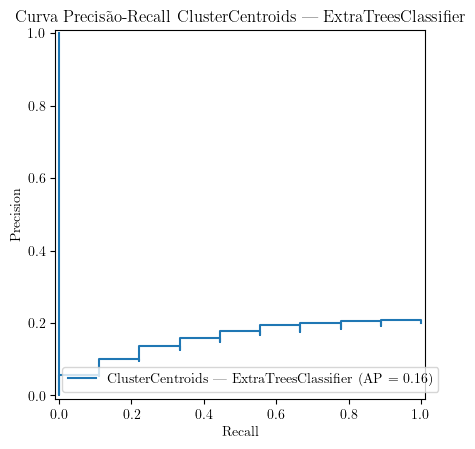 Curva Precisão-Recall ClusterCentroids — ExtraTreesClassifier
1.0
0.8
0.6
Precision
0.4
0.2
0.0
ClusterCentroids — ExtraTreesClassifier (AP = 0.16)
0.0 0.2 0.4 0.6 0.8 1.0
Recall